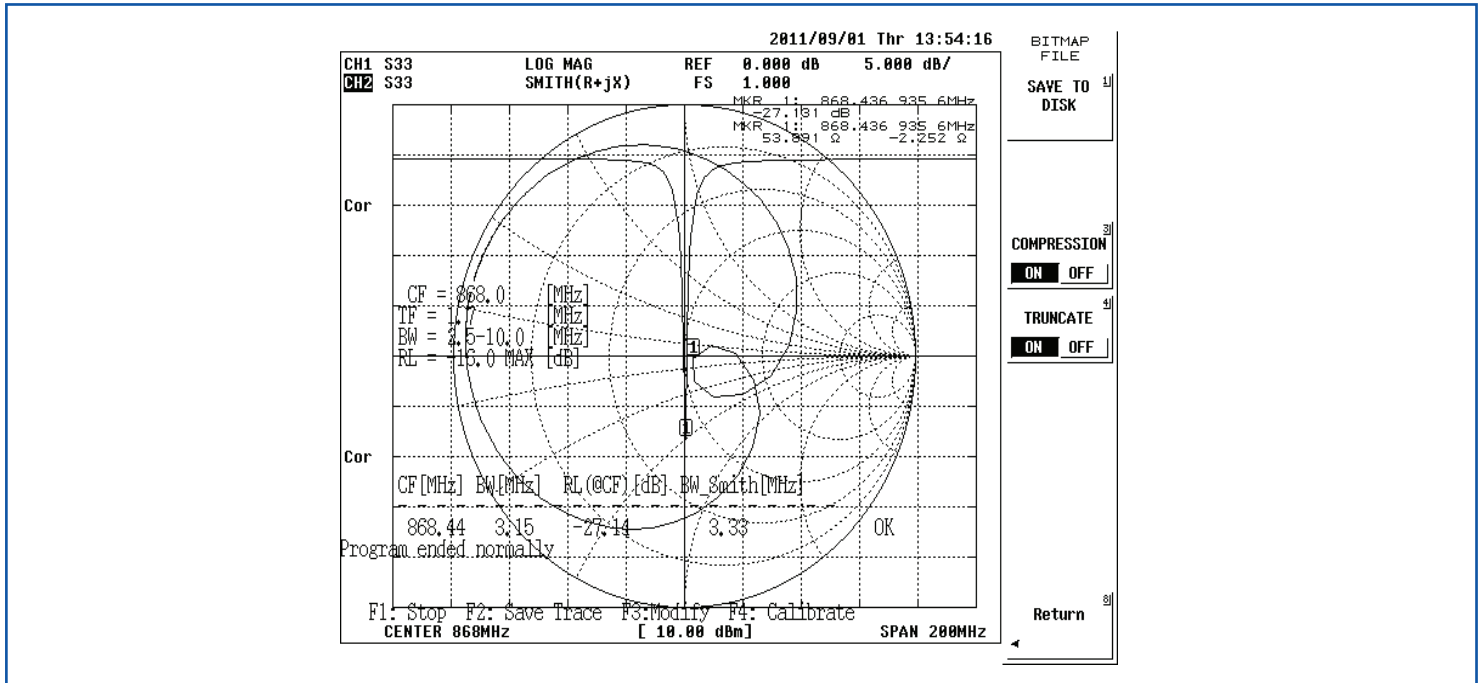 2011/09/01 Thr 13:54:16
CH1 S33 LOG MAG REF 0.000 dB 5.000 dB/
CH2 S33 SMITH(R+jX) FS 1.000
MKR 1: 868.436 935 6MHz
-27.131 dB
MKR 1: 868.436 935 6MHz
53.891 Ω -2.252 Ω
Cor
CF = 868.0 [MHz]
TF = 1.7 [MHz]
BW = 2.5-10.0 [MHz]
RL = -16.0 MAX [dB]
1
1
Cor
CF[MHz] BW[MHz] RL(@CF)[dB] BW_Smith[MHz]
868.44 3.15 -27.14 3.33 OK
Program ended normally
F1: Stop F2: Save Trace F3:Modify F4: Calibrate
CENTER 868MHz [ 10.00 dBm] SPAN 200MHz
BITMAP
FILE
SAVE TO 1
DISK
3
COMPRESSION
ON OFF
4
TRUNCATE
ON OFF
8
Return